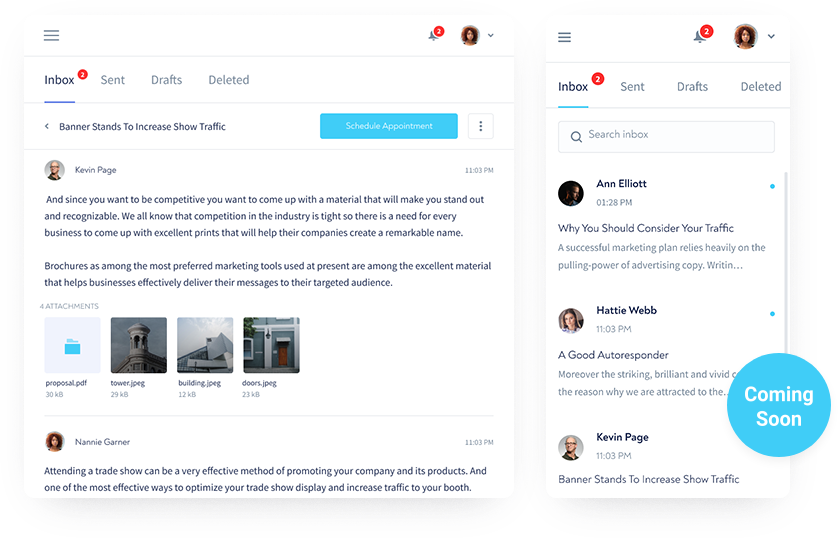 2
Inbox 2 Sent Drafts Deleted
Banner Stands To Increase Show Traffic Schedule Appointment
Kevin Page 11:03 PM
And since you want to be competitive you want to come up with a material that will make you stand out
and recognizable. We all know that competition in the industry is tight so there is a need for every
business to come up with excellent prints that will help their companies create a remarkable name.
Brochures as among the most preferred marketing tools used at present are among the excellent material
that helps businesses effectively deliver their messages to their targeted audience.
4 ATTACHMENTS
proposal.pdf tower.jpeg building.jpeg doors.jpeg
30 kB 29 kB 12 kB 23 kB
Nannie Garner 11:03 PM
Attending a trade show can be a very effective method of promoting your company and its products. And
one of the most effective ways to optimize your trade show display and increase traffic to your booth.
2
Inbox 2 Sent Drafts Deleted
Search inbox
Ann Elliott
01:28 PM
Why You Should Consider Your Traffic
A successful marketing plan relies heavily on the
pulling-power of advertising copy. Writin...
Hattie Webb
11:03 PM
A Good Autoresponder
Moreover the striking, brilliant and vivid
the reason why we are attracted to the...
Coming
Soon
Kevin Page
11:03 PM
Banner Stands To Increase Show Traffic